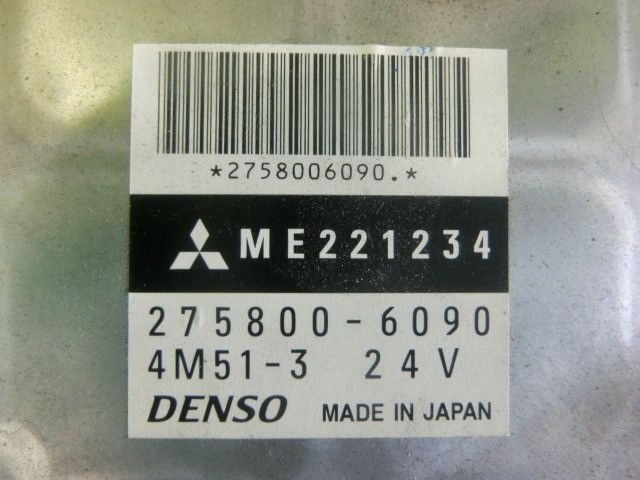 *2758006090.*
ME221234
275800-6090
4M51-3 24V
DENSO MADE IN JAPAN